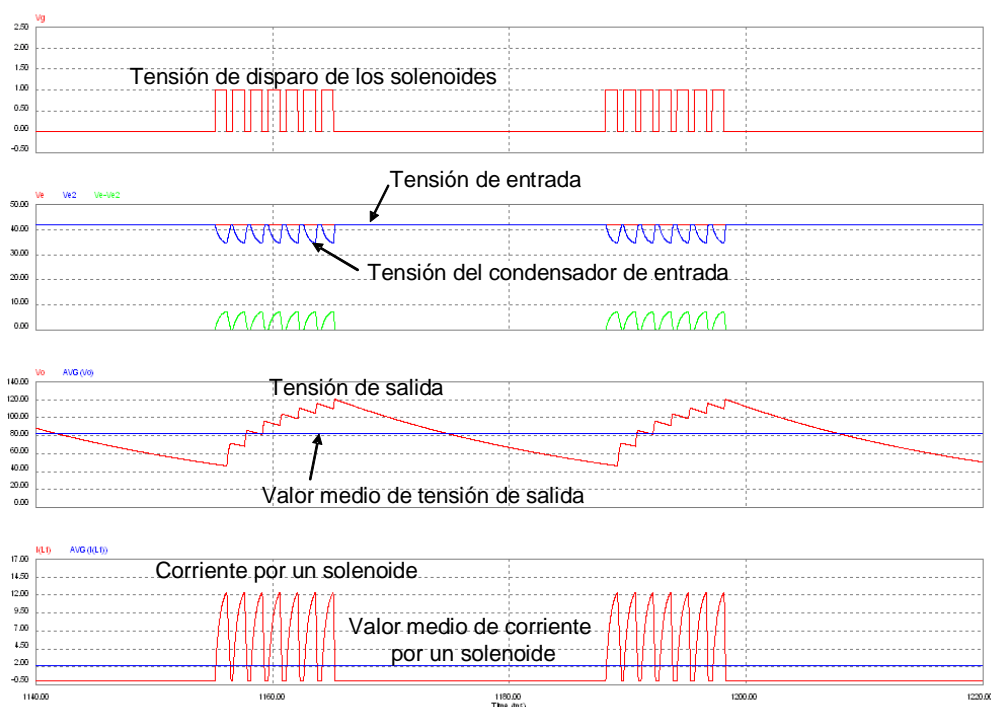 Vg
2.50
2.00
1.50
1.00
0.50
0.00
-0.50
Tensión de disparo de los solenoides
Ve Ve2 Ve-Ve2
50.00
40.00
30.00
20.00
10.00
0.00
Tensión de entrada
Tensión del condensador de entrada
Vo AVG(Vo)
140.00
120.00
100.00
80.00
60.00
40.00
20.00
0.00
Tensión de salida
Valor medio de tensión de salida
I(L1) AVG(I(L1))
17.00
14.50
12.00
9.50
7.00
4.50
2.00
-0.50
Corriente por un solenoide
Valor medio de corriente
por un solenoide
1140.00 1160.00 1180.00 1200.00 1220.00
Time (ms)